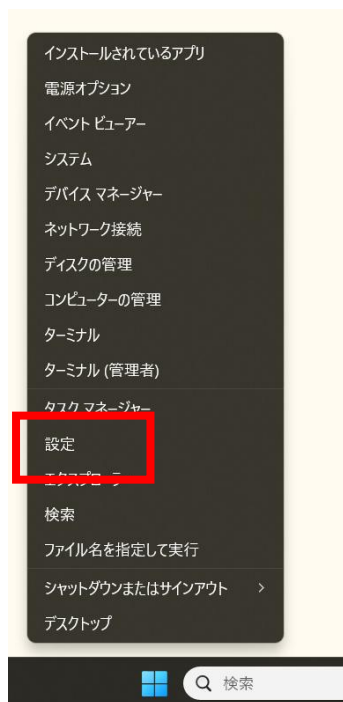 インストールされているアプリ
電源オプション
イベント ビューアー
システム
デバイス マネージャー
ネットワーク接続
ディスクの管理
コンピューターの管理
ターミナル
ターミナル (管理者)
タスク マネージャー
設定
エクスプローラー
検索
ファイル名を指定して実行
シャットダウンまたはサインアウト
デスクトップ
検索